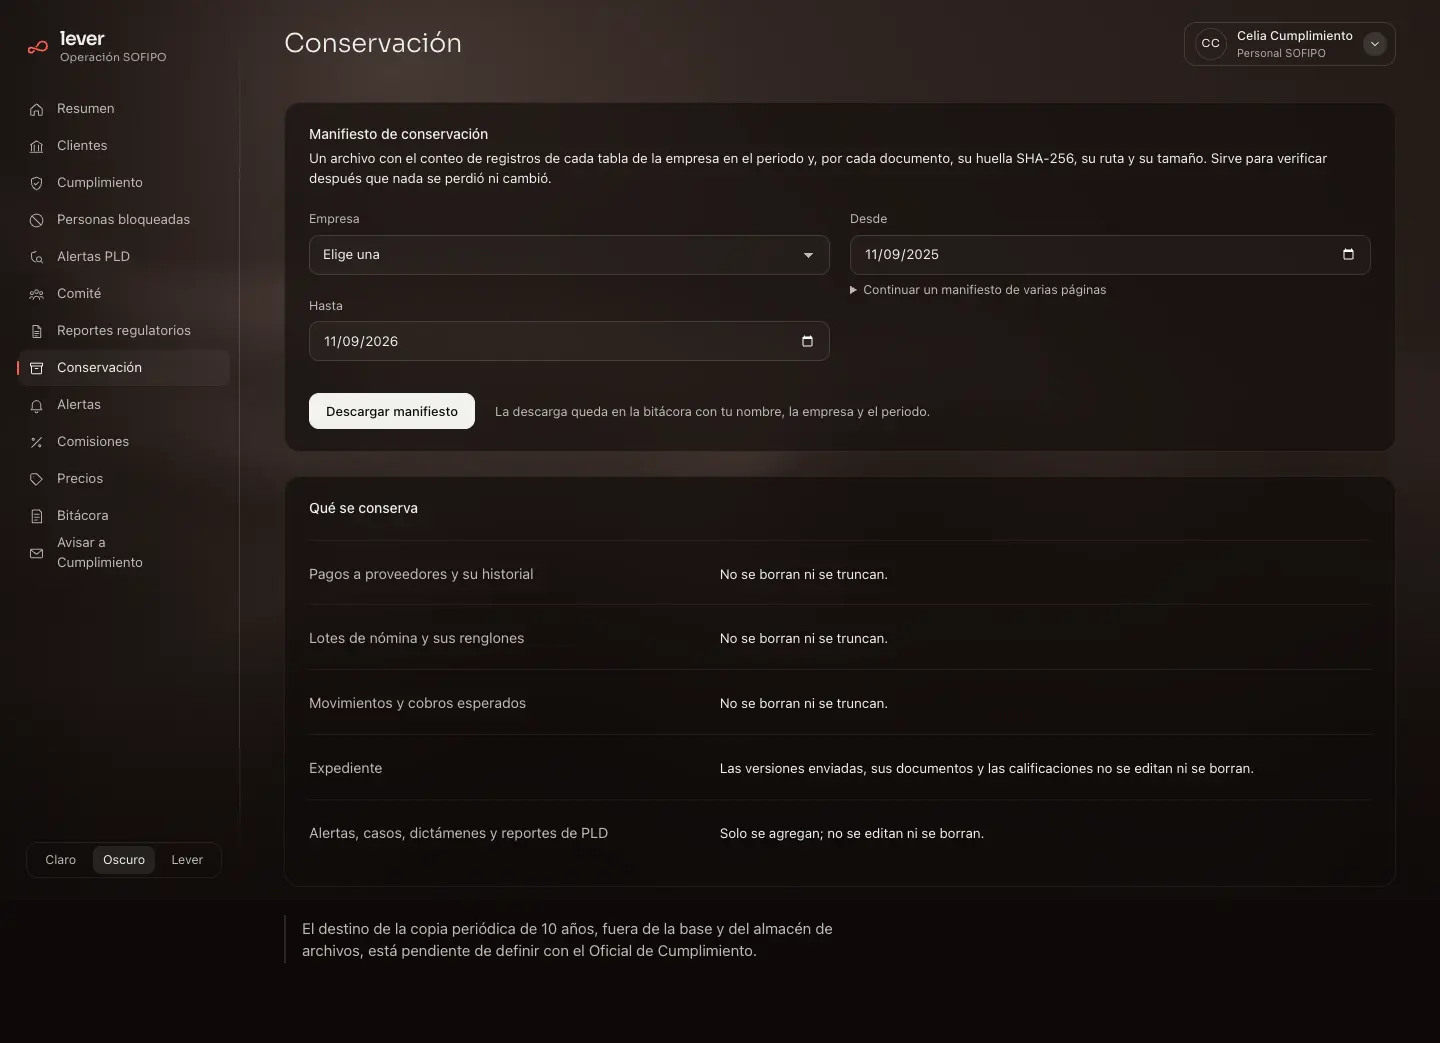 lever
Operación SOFIPO
Resumen
Clientes
Cumplimiento
Personas bloqueadas
Alertas PLD
Comité
Reportes regulatorios
Conservación
Alertas
Comisiones
Precios
Bitácora
Avisar a
Cumplimiento
Claro
Oscuro
Lever
Conservación
CC
Celia Cumplimiento
Personal SOFIPO
Manifiesto de conservación
Un archivo con el conteo de registros de cada tabla de la empresa en el periodo y, por cada documento, su huella SHA-256, su ruta y su tamaño. Sirve para verificar
después que nada se perdió ni cambió.
Empresa
Elige una
Desde
11/09/2025
Continuar un manifiesto de varias páginas
Hasta
11/09/2026
Descargar manifiesto
La descarga queda en la bitácora con tu nombre, la empresa y el periodo.
Qué se conserva
Pagos a proveedores y su historial
No se borran ni se truncan.
Lotes de nómina y sus renglones
No se borran ni se truncan.
Movimientos y cobros esperados
No se borran ni se truncan.
Expediente
Las versiones enviadas, sus documentos y las calificaciones no se editan ni se borran.
Alertas, casos, dictámenes y reportes de PLD
Solo se agregan; no se editan ni se borran.
El destino de la copia periódica de 10 años, fuera de la base y del almacén de
archivos, está pendiente de definir con el Oficial de Cumplimiento.